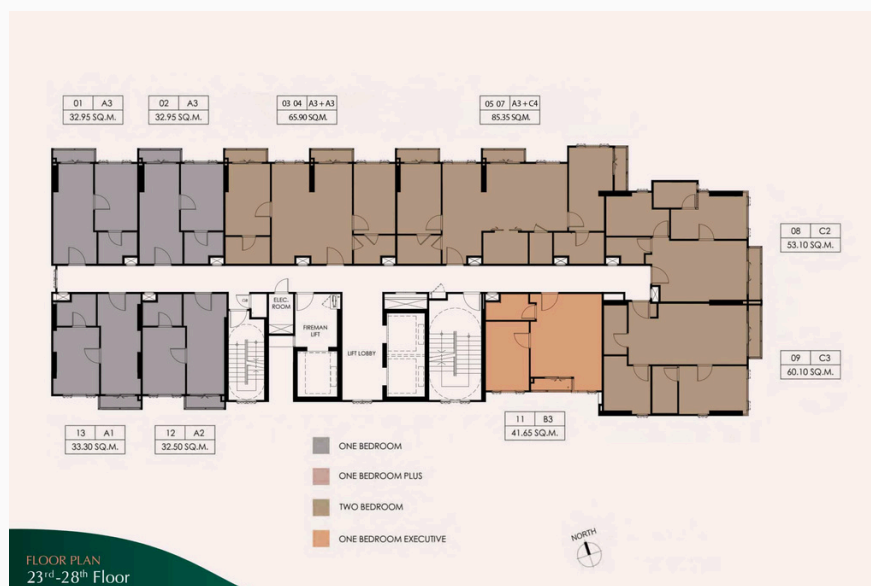 01 A3
32.95 SQ.M.
02 A3
32.95 SQ.M.
03 04 A3+A3
65.90 SQ.M.
05 07 A3+C4
85.35 SQ.M.
08 C2
53.10 SQ.M.
ELEC.
ROOM
FIREMAN
LIFT
LIFT LOBBY
09 C3
60.10 SQ.M.
13 A1
33.30 SQ.M.
12 A2
32.50 SQ.M.
11 B3
41.65 SQ.M.
ONE BEDROOM
ONE BEDROOM PLUS
TWO BEDROOM
ONE BEDROOM EXECUTIVE
NORTH
FLOOR PLAN
23rd-28th Floor